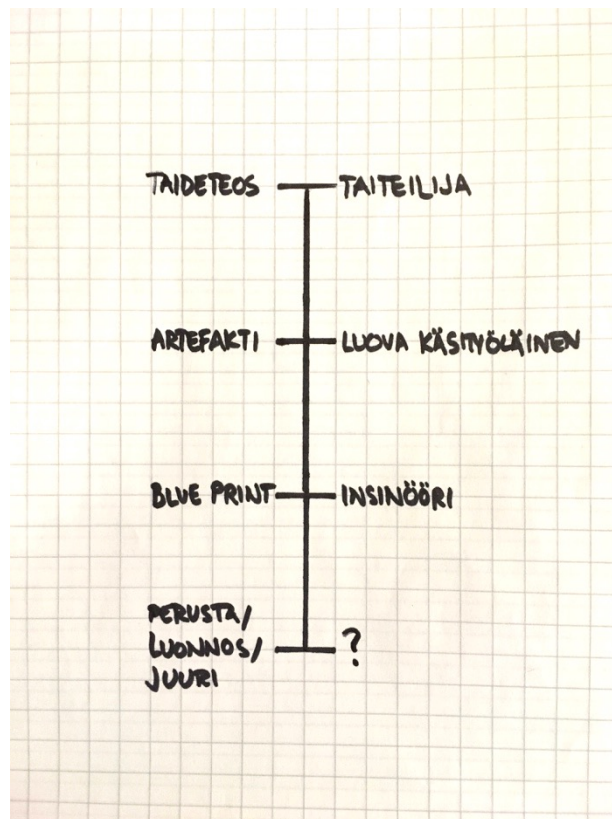 TAIDETEOS TAITEILIJA
ARTEFAKTI LUOVA KÄSITYÖLÄINEN
BLUE PRINT INSINÖÖRI
PERUSTA/
LUONNOS/ ?
JUURI